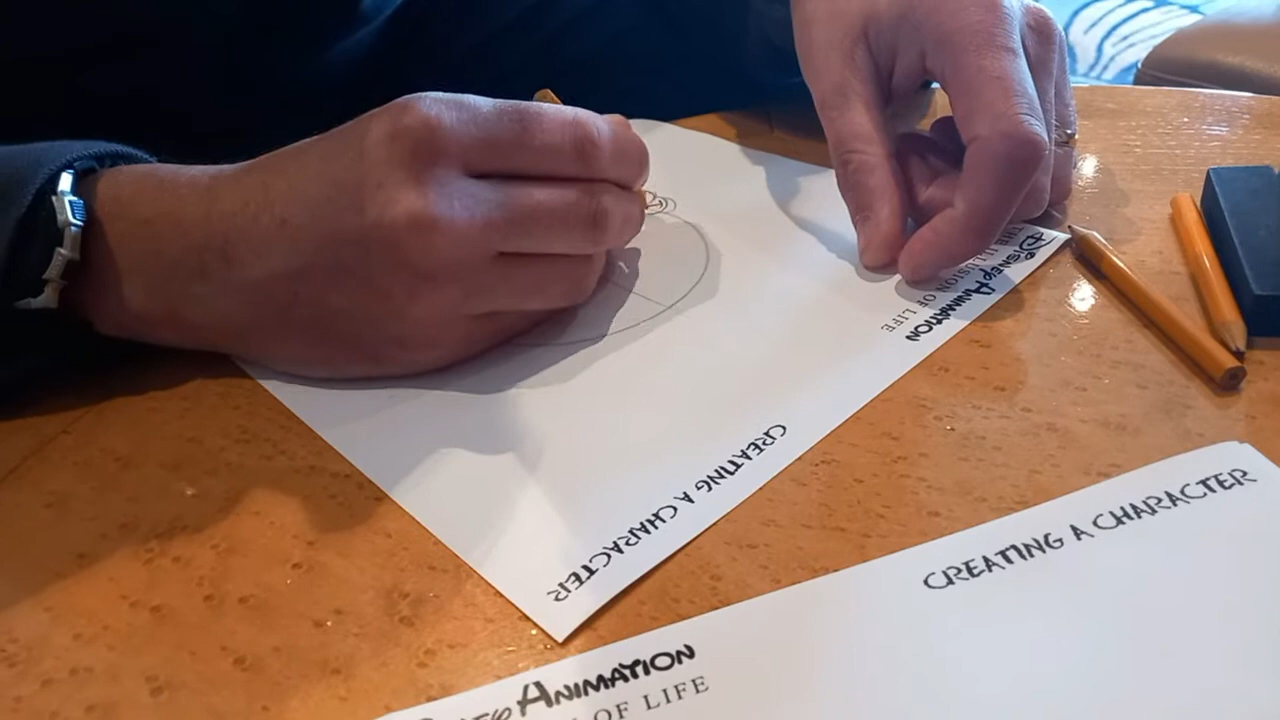 DISNEY ANIMATION
THE ILLUSION OF LIFE
CREATING A CHARACTER
CREATING A CHARACTER
ANIMATION
OF LIFE